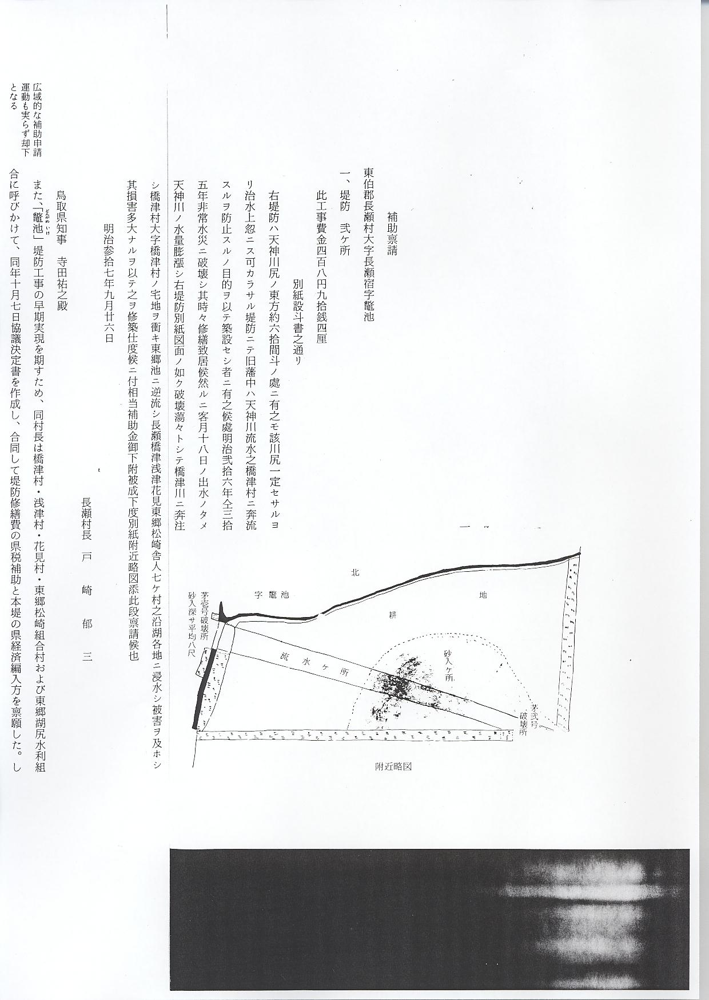 補助禀請
東伯郡長瀬村大字長瀬宿字鼈池
一、堤防　弐ケ所
此工事費金四百八円九拾銭四厘
別紙設斗書之通リ
右堤防ハ天神川尻ノ東方約六拾間斗ノ處ニ有之モ該川尻一定セサルヨ
リ治水上忽ニス可カラサル堤防ニテ旧藩中ハ天神川流水之橋津村ニ奔流
スルヲ防止スルノ目的ヲ以テ築設セシ者ニ有之候處明治弐拾六年仝三拾
五年非常水災ニ破壊シ其時々修繕致居候然ルニ客月十八日ノ出水ノタメ
天神川ノ水量膨漲シ右堤防別紙図面ノ如ク破壊蕩々トシテ橋津川ニ奔注
シ橋津村大字橋津村ノ宅地ヲ衝キ東郷池ニ逆流シ長瀬橋津浅津花見東郷松崎舎人七ケ村之沿湖各地ニ浸水シ被害ヲ及ホシ
其損害多大ナルヲ以テ之ヲ修築仕度候ニ付相当補助金御下附被成下度別紙附近略図添此段禀請候也
明治参拾七年九月廿六日
長瀬村長　戸崎郁三
鳥取県知事　寺田祐之殿
広域的な補助申請
運動も実らず却下
となる
また、「鼈池」堤防工事の早期実現を期すため、同村長は橋津村・浅津村・花見村・東郷松崎組合村および東郷湖尻水利組
どんがめいけ
合に呼びかけて、同年十月七日協議決定書を作成し、合同して堤防修繕費の県税補助と本堤の県経済編入方を禀願した。し
北
地
字鼈池
耕
茅壱号破壊所
砂入深サ平均八尺
流水ケ所
砂入ケ所
茅弐号
破壊所
附近略図